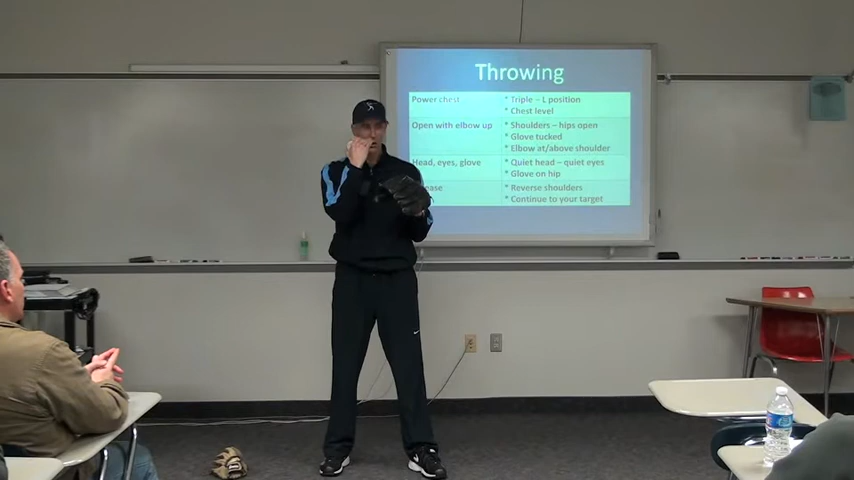 Throwing
Power chest
* Triple – L position
* Chest level
Open with elbow up
* Shoulders – hips open
* Glove tucked
* Elbow at/above shoulder
Head, eyes, glove
* Quiet head – quiet eyes
* Glove on hip
ease
* Reverse shoulders
* Continue to your target